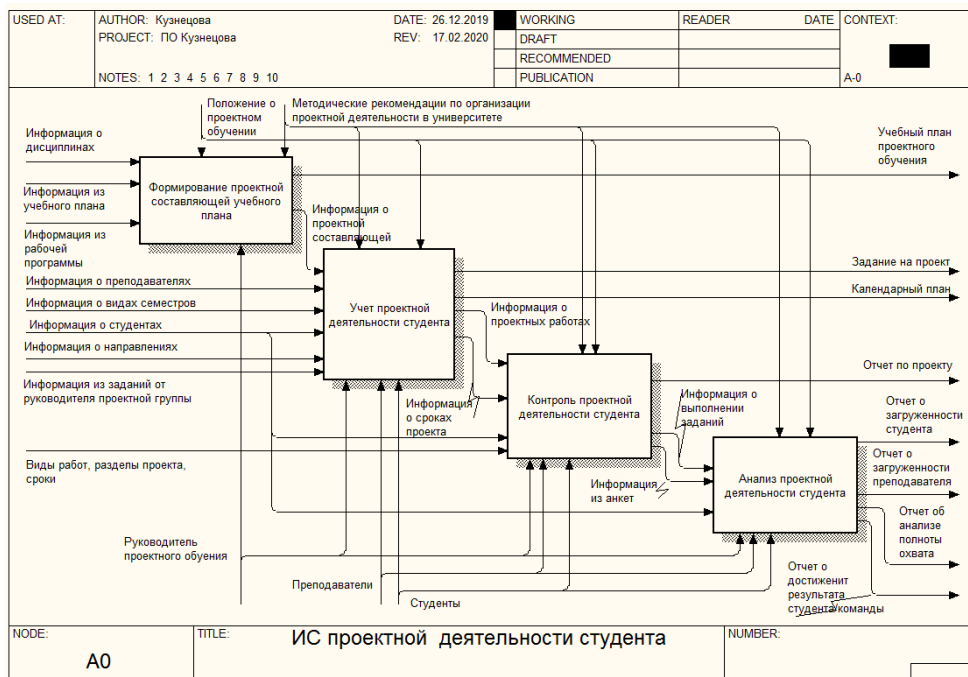 USED AT:
AUTHOR: Кузнецова
DATE: 26.12.2019
WORKING
READER
DATE
CONTEXT:
PROJECT: ПО Кузнецова
REV: 17.02.2020
DRAFT
RECOMMENDED
NOTES: 1 2 3 4 5 6 7 8 9 10
PUBLICATION
A-0
Положение о
проектном
обучении
Методические рекомендации по организации
проектной деятельности в университете
Информация о
дисциплинах
Учебный план
проектного
обучения
Формирование проектной
составляющей учебного
плана
Информация из
учебного плана
Информация о
проектной
составляющей
Информация из
рабочей
программы
Задание на проект
Информация о преподавателях
Календарный план
Информация о видах семестров
Учет проектной
деятельности студента
Информация о
проектных работах
Информация о студентах
Информация о направлениях
Отчет по проекту
Информация из заданий от
руководителя проектной группы
Информация
о сроках
проекта
Контроль проектной
деятельности студента
Информация о
выполнении
заданий
Отчет о
загруженности
студента
Виды работ, разделы проекта,
сроки
Информация
из анкет
Анализ проектной
деятельности студента
Отчет о
загруженности
преподавателя
Отчет об
анализе
полноты
охвата
Руководитель
проектного обуения
Преподаватели
Студенты
Отчет о
достиженит
результата
студента/команды
NODE:
TITLE:
ИС проектной деятельности студента
NUMBER:
A0